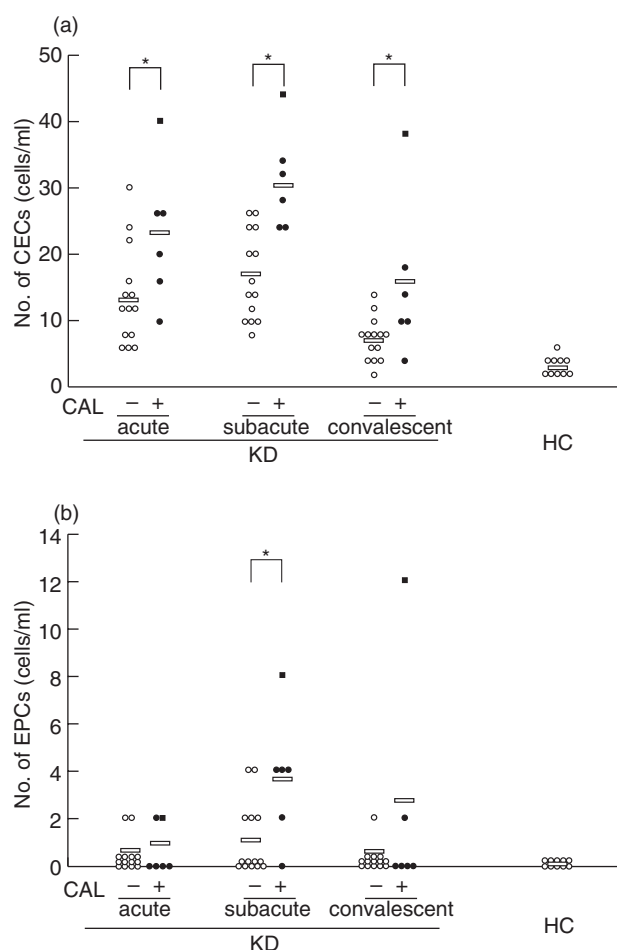 (a)
50
40
30
20
10
0
No. of CECs (cells/ml)
* * *
CAL − + − + − +
acute subacute convalescent
KD
HC
(b)
14
12
10
8
6
4
2
0
No. of EPCs (cells/ml)
*
CAL − + − + − +
acute subacute convalescent
KD
HC